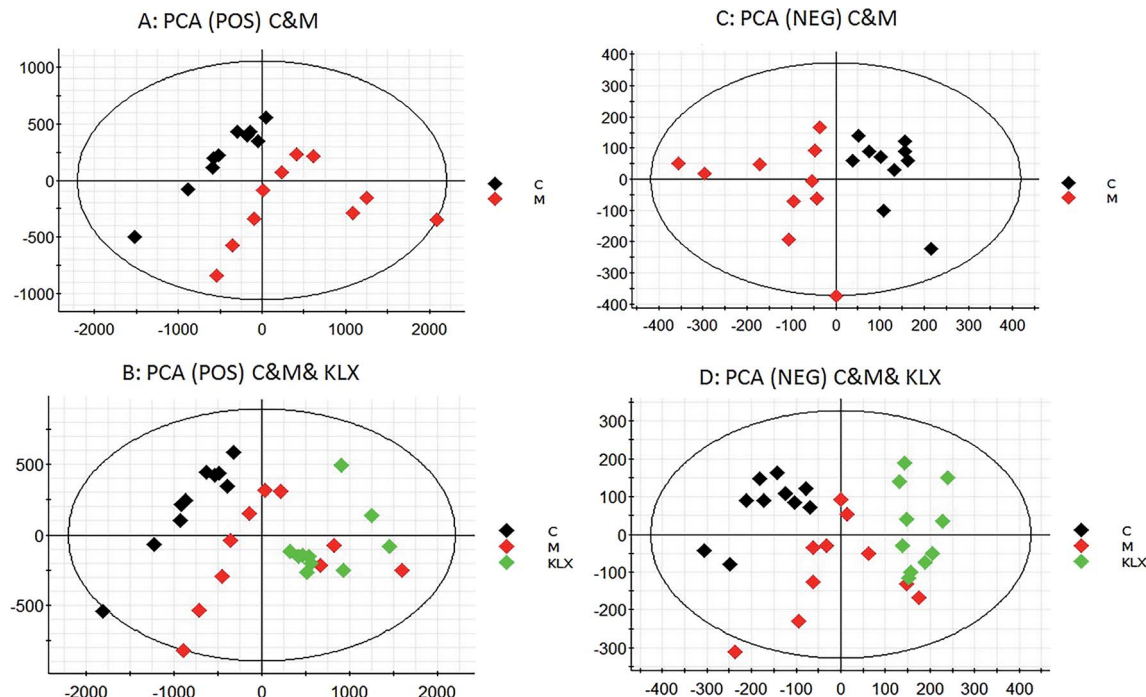 A: PCA (POS) C&M
1000
500
0
-500
-1000
-2000 -1000 0 1000 2000
C
M
C: PCA (NEG) C&M
400
300
200
100
0
-100
-200
-300
-400
-400 -300 -200 -100 0 100 200 300 400
C
M
B: PCA (POS) C&M& KLX
500
0
-500
-2000 -1000 0 1000 2000
C
M
KLX
D: PCA (NEG) C&M& KLX
300
200
100
0
-100
-200
-300
-400 -300 -200 -100 0 100 200 300 400
C
M
KLX